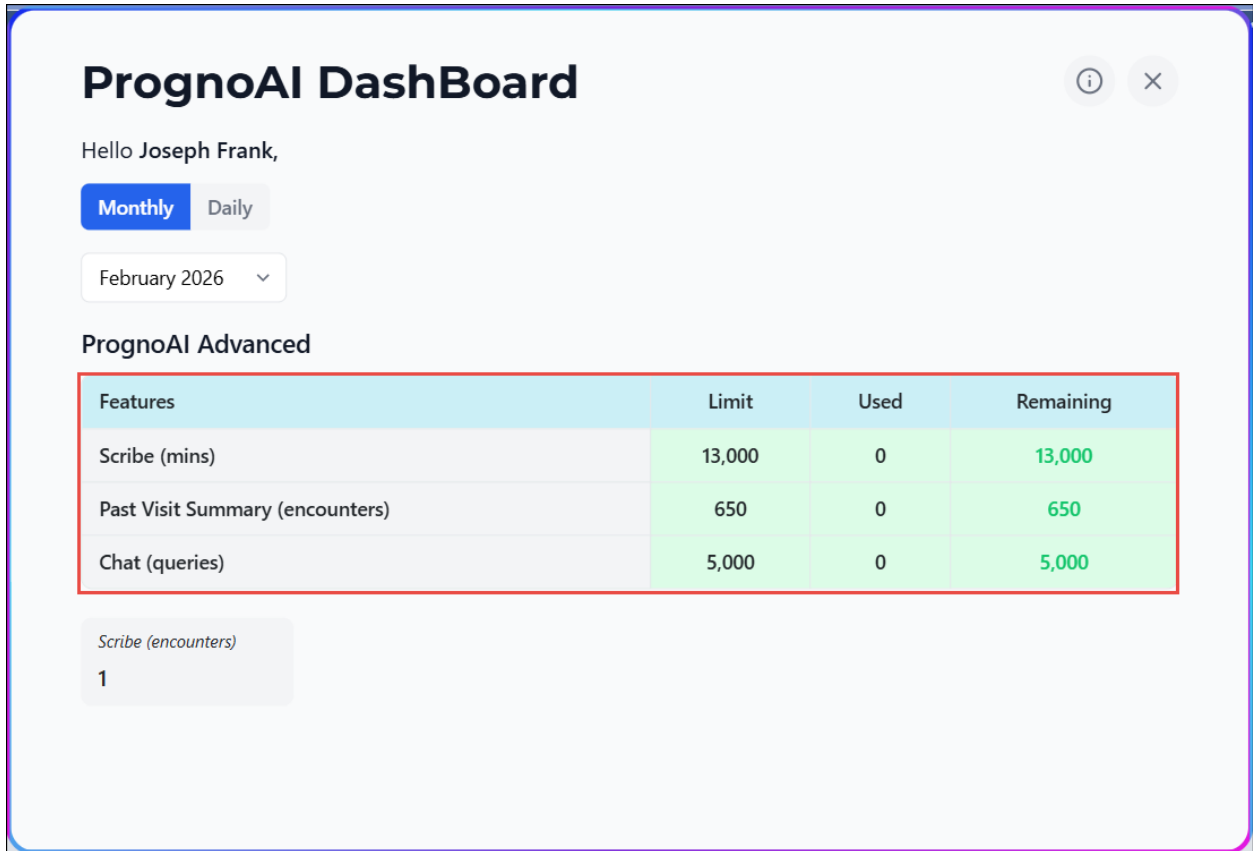 PrognoAI DashBoard
Hello Joseph Frank,
Monthly Daily
February 2026
PrognoAI Advanced
Features Limit Used Remaining
Scribe (mins) 13,000 0 13,000
Past Visit Summary (encounters) 650 0 650
Chat (queries) 5,000 0 5,000
Scribe (encounters)
1